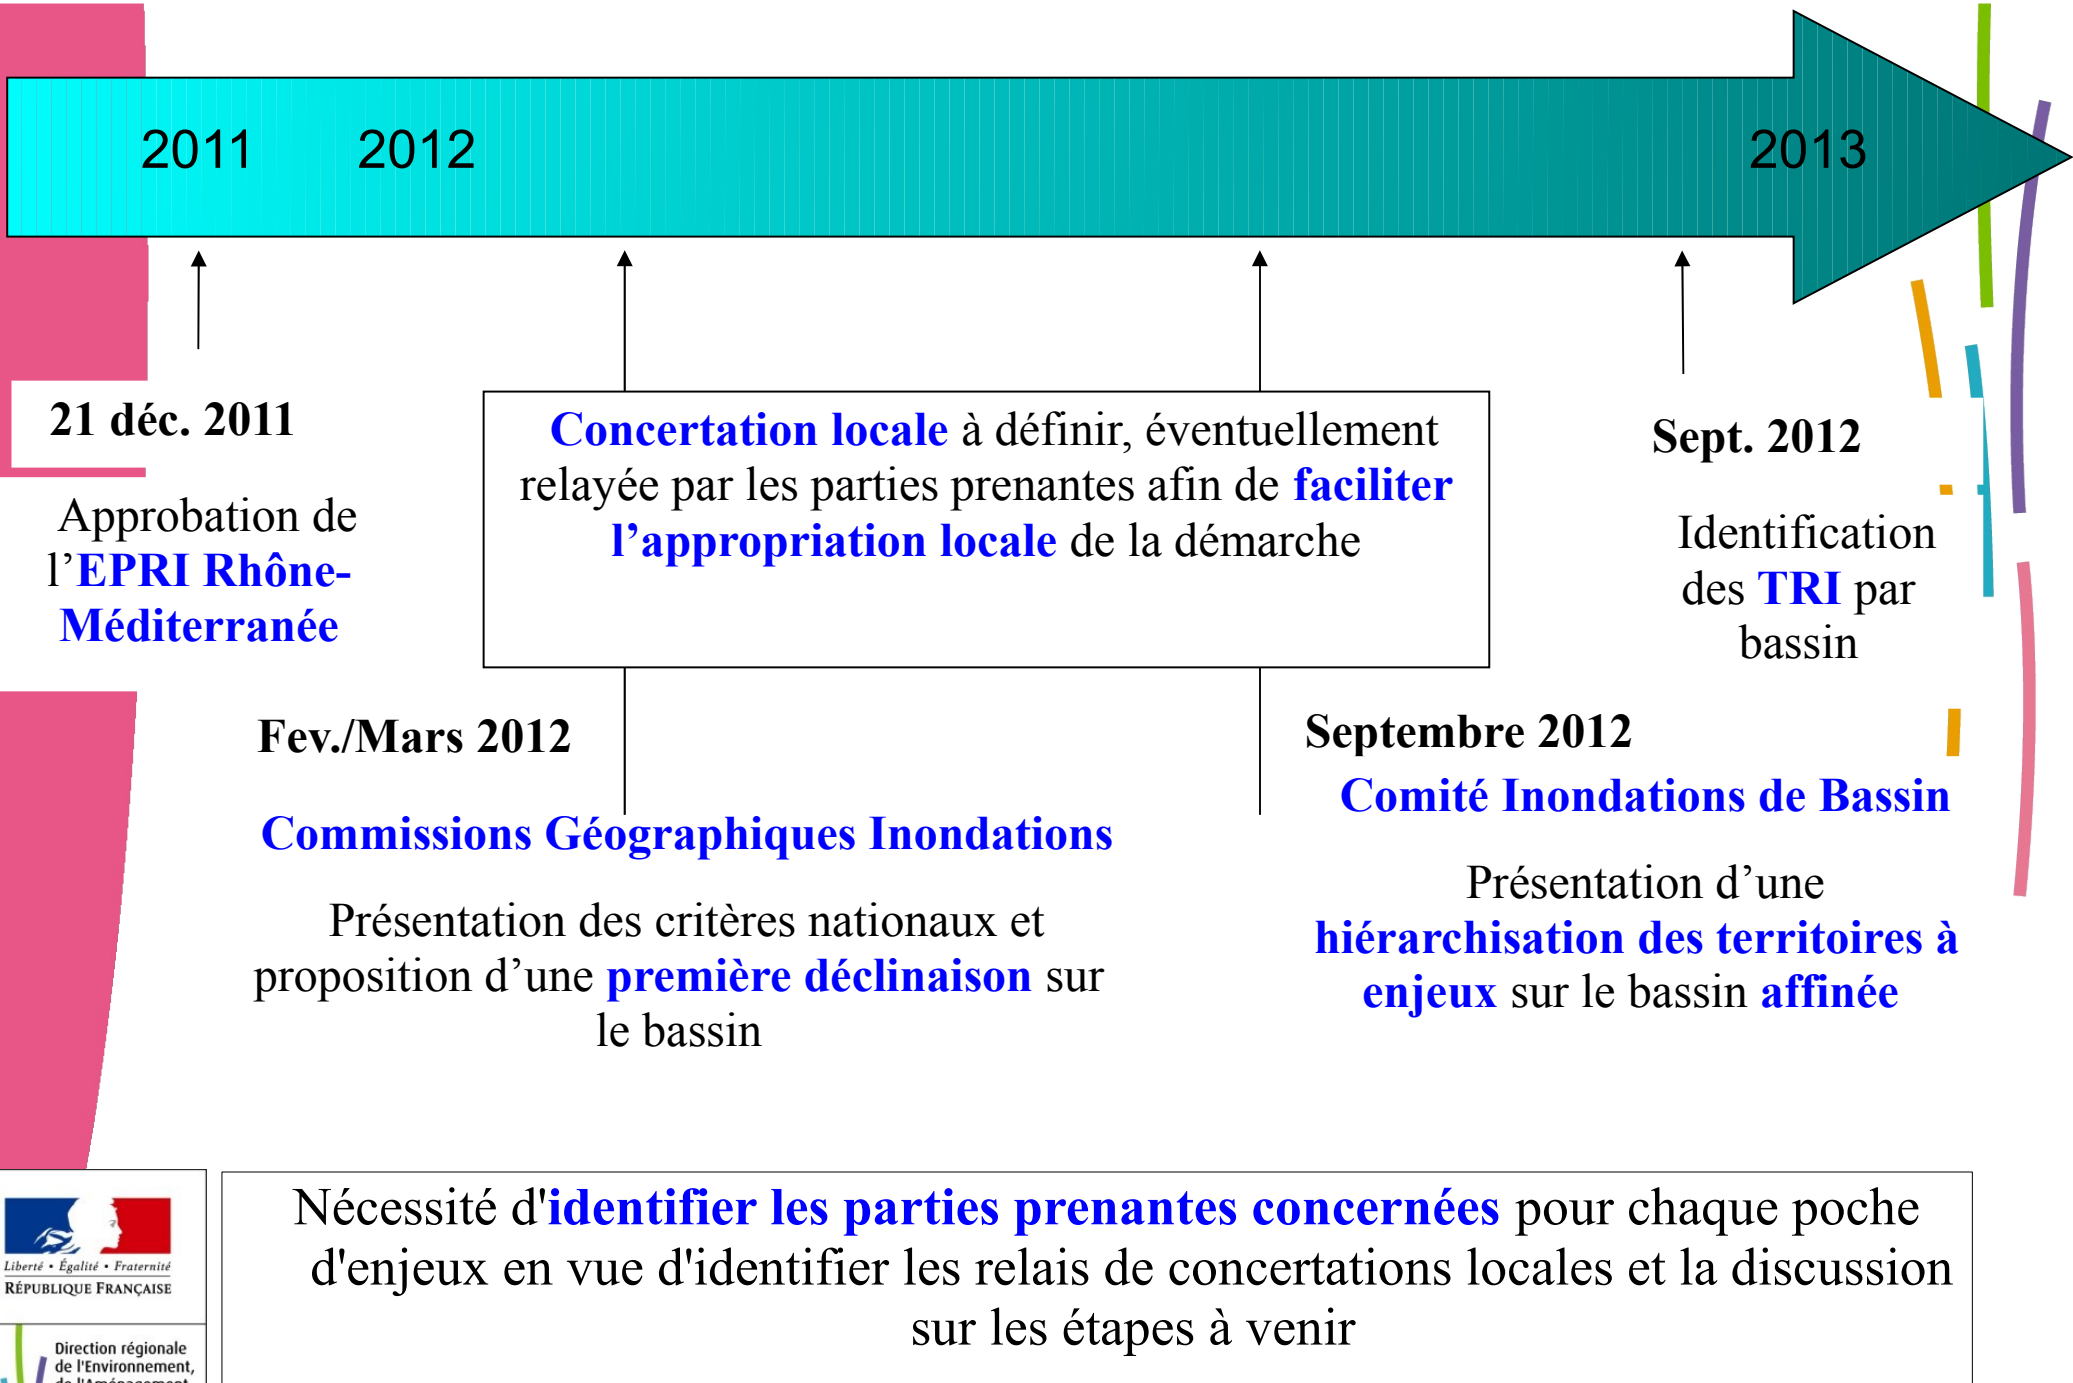 2011 2012 2013
21 déc. 2011
Approbation de
l’EPRI Rhône-
Méditerranée
Concertation locale à définir, éventuellement
relayée par les parties prenantes afin de faciliter
l’appropriation locale de la démarche
Sept. 2012
Identification
des TRI par
bassin
Fev./Mars 2012
Commissions Géographiques Inondations
Présentation des critères nationaux et
proposition d’une première déclinaison sur
le bassin
Septembre 2012
Comité Inondations de Bassin
Présentation d’une
hiérarchisation des territoires à
enjeux sur le bassin affinée
Nécessité d'identifier les parties prenantes concernées pour chaque poche
d'enjeux en vue d'identifier les relais de concertations locales et la discussion
sur les étapes à venir
Liberté • Égalité • Fraternité
RÉPUBLIQUE FRANÇAISE
Direction régionale
de l'Environnement,
de l'Aménagement